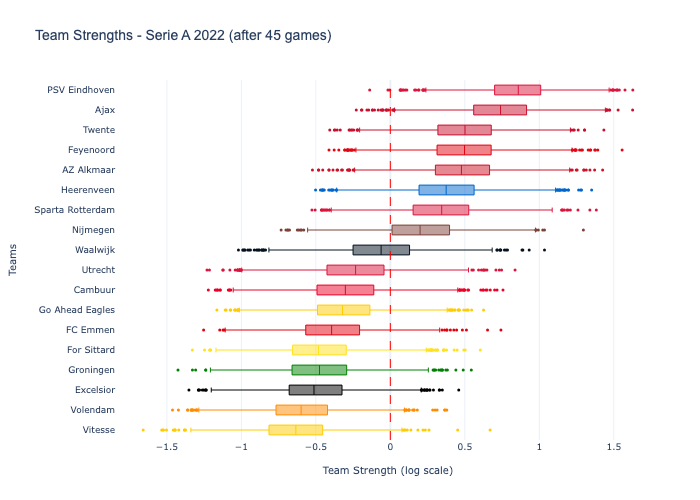 Team Strengths - Serie A 2022 (after 45 games)
PSV Eindhoven
Ajax
Twente
Feyenoord
AZ Alkmaar
Heerenveen
Sparta Rotterdam
Nijmegen
Waalwijk
Utrecht
Cambuur
Go Ahead Eagles
FC Emmen
For Sittard
Groningen
Excelsior
Volendam
Vitesse
Teams
−1.5 −1 −0.5 0 0.5 1 1.5
Team Strength (log scale)